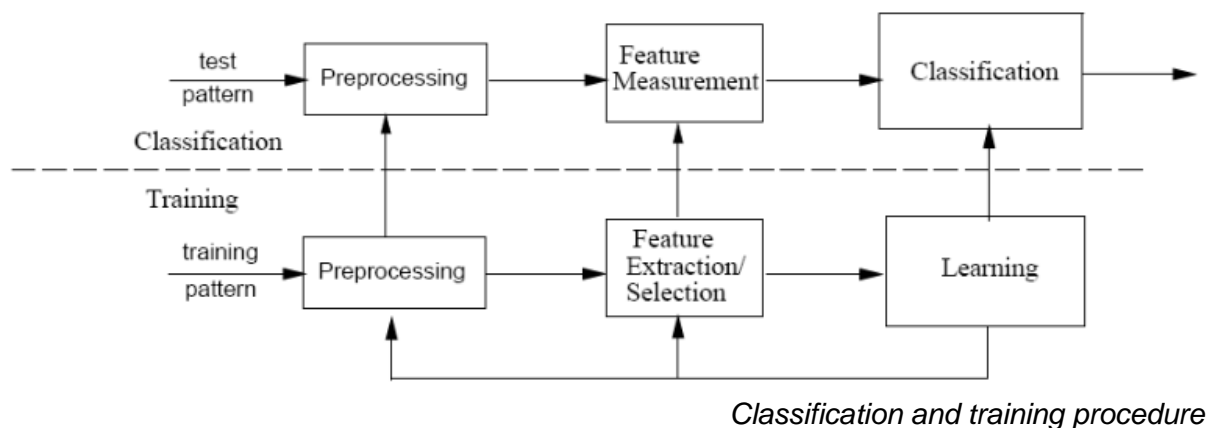 test
pattern
Preprocessing
Feature
Measurement
Classification
Classification
Training
training
pattern
Preprocessing
Feature
Extraction/
Selection
Learning
Classification and training procedure